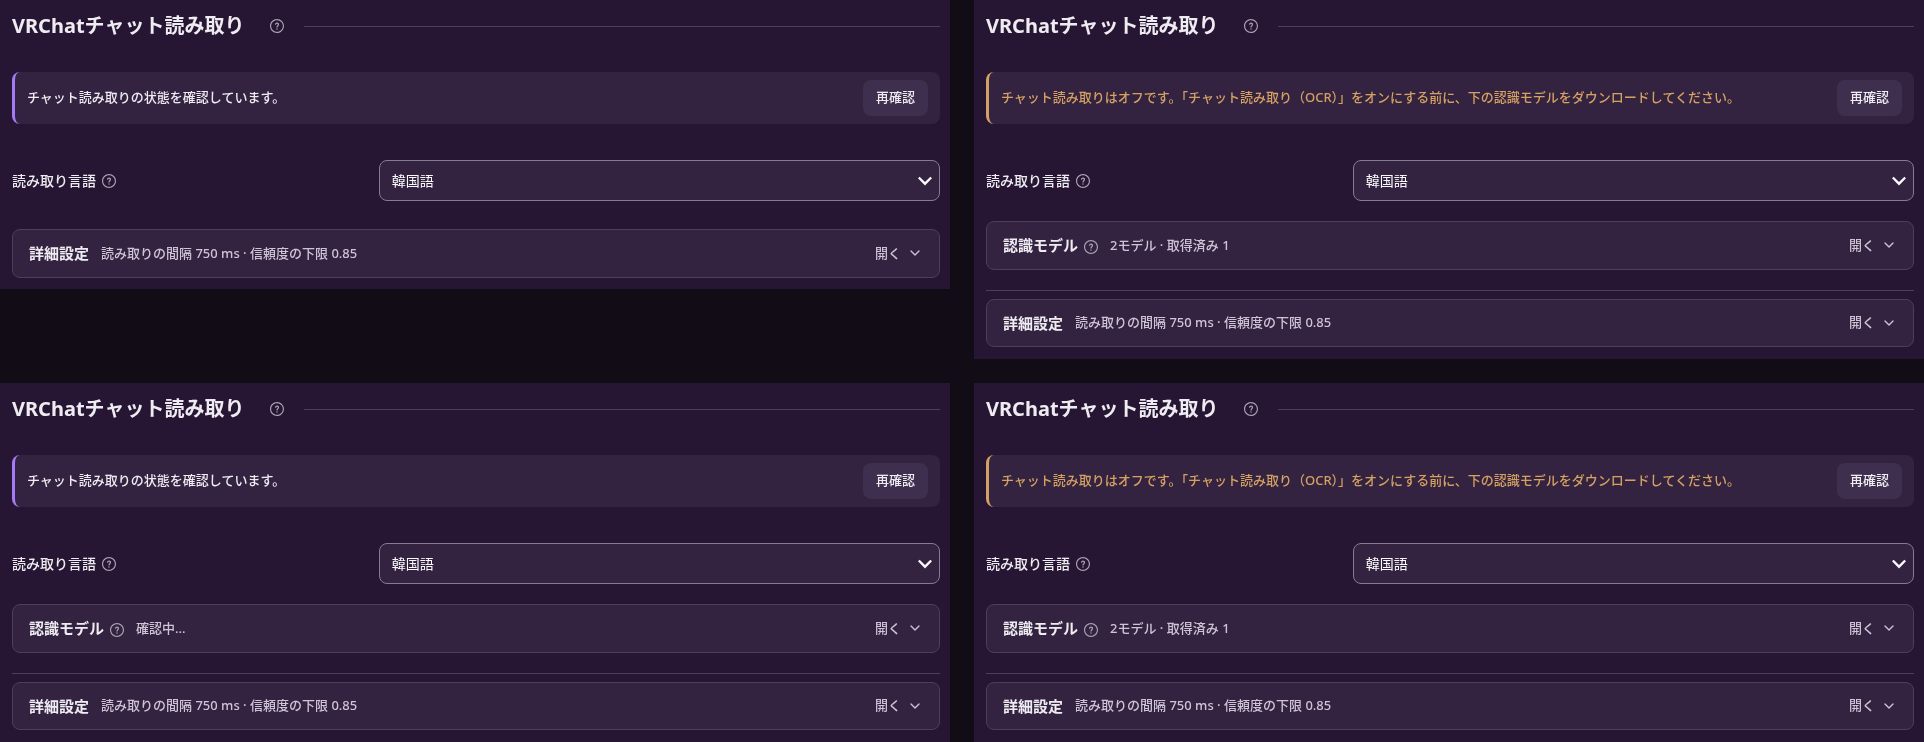 VRChatチャット読み取り
チャット読み取りの状態を確認しています。 再確認
読み取り言語 韓国語
詳細設定 読み取りの間隔 750 ms · 信頼度の下限 0.85 開く
VRChatチャット読み取り
チャット読み取りはオフです。「チャット読み取り（OCR）」をオンにする前に、下の認識モデルをダウンロードしてください。 再確認
読み取り言語 韓国語
認識モデル 2モデル · 取得済み 1 開く
詳細設定 読み取りの間隔 750 ms · 信頼度の下限 0.85 開く
VRChatチャット読み取り
チャット読み取りの状態を確認しています。 再確認
読み取り言語 韓国語
認識モデル 確認中... 開く
詳細設定 読み取りの間隔 750 ms · 信頼度の下限 0.85 開く
VRChatチャット読み取り
チャット読み取りはオフです。「チャット読み取り（OCR）」をオンにする前に、下の認識モデルをダウンロードしてください。 再確認
読み取り言語 韓国語
認識モデル 2モデル · 取得済み 1 開く
詳細設定 読み取りの間隔 750 ms · 信頼度の下限 0.85 開く